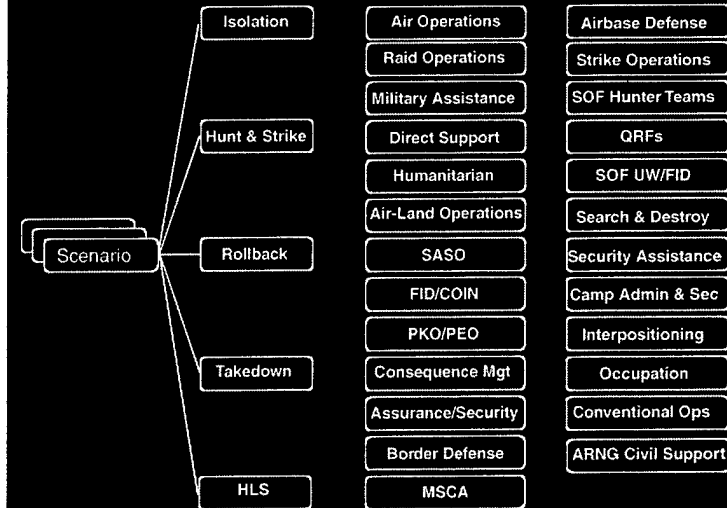 Isolation
Air Operations
Airbase Defense
Raid Operations
Strike Operations
Military Assistance
SOF Hunter Teams
Hunt & Strike
Direct Support
QRFs
Humanitarian
SOF UW/FID
Air-Land Operations
Search & Destroy
Scenario
Rollback
SASO
Security Assistance
FID/COIN
Camp Admin & Sec
PKO/PEO
Interpositioning
Takedown
Consequence Mgt
Occupation
Assurance/Security
Conventional Ops
Border Defense
ARNG Civil Support
HLS
MSCA